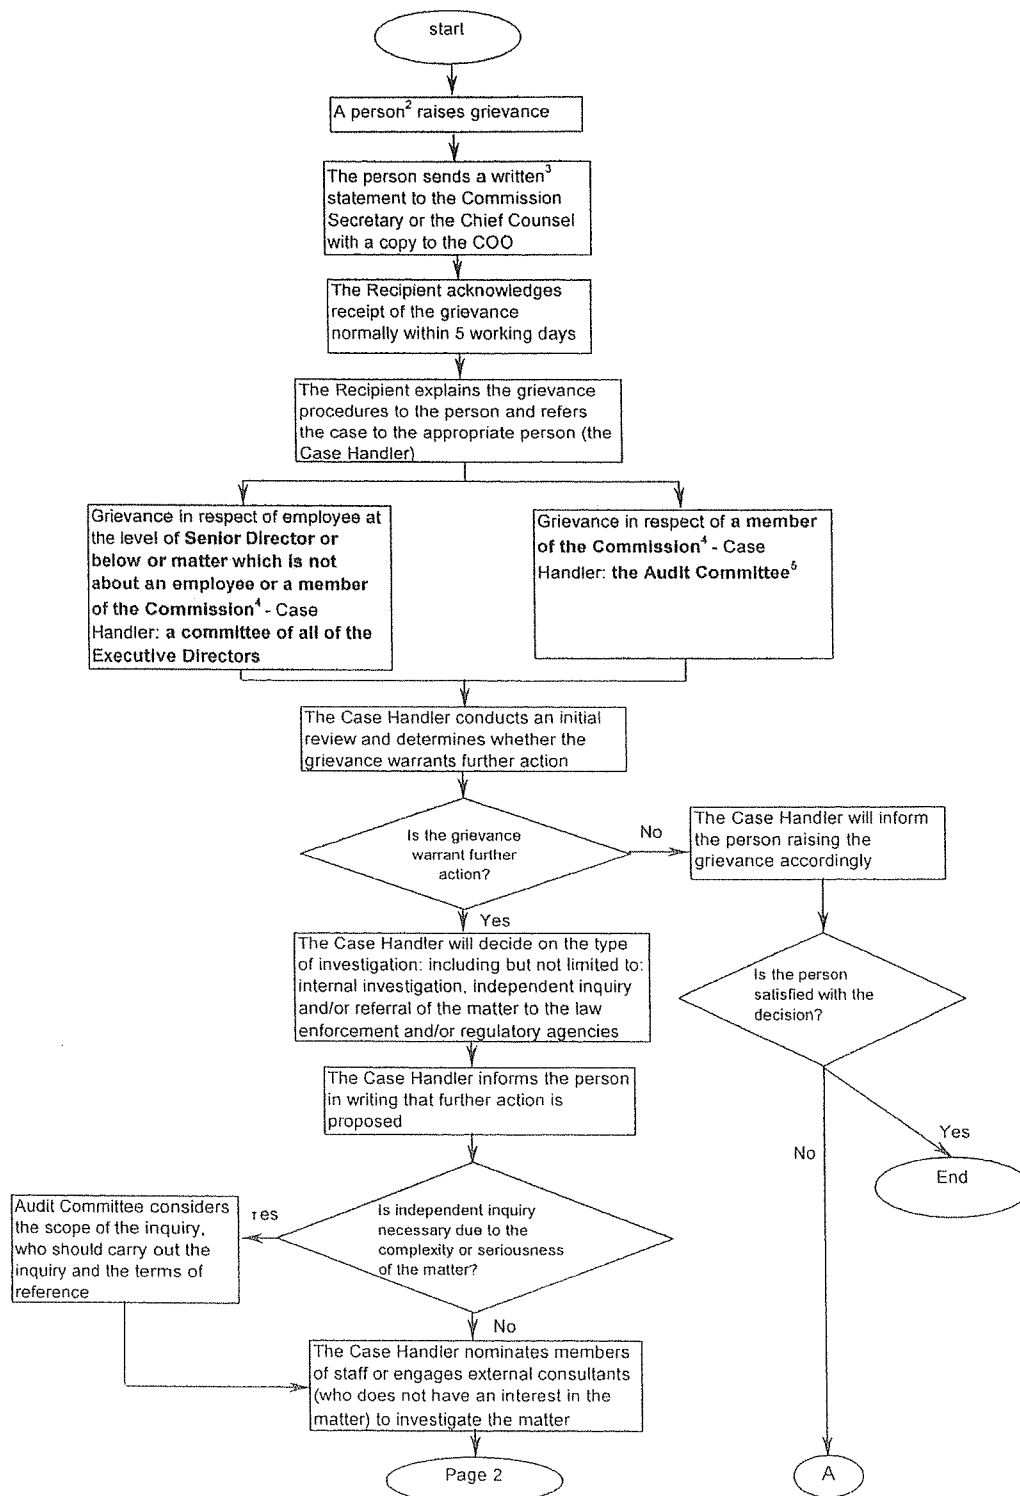 start
A person² raises grievance
The person sends a written³
statement to the Commission
Secretary or the Chief Counsel
with a copy to the COO
The Recipient acknowledges
receipt of the grievance
normally within 5 working days
The Recipient explains the grievance
procedures to the person and refers
the case to the appropriate person (the
Case Handler)
Grievance in respect of employee at
the level of Senior Director or
below or matter which is not
about an employee or a member
of the Commission⁴ - Case
Handler: a committee of all of the
Executive Directors
Grievance in respect of a member
of the Commission⁴ - Case
Handler: the Audit Committee⁵
The Case Handler conducts an initial
review and determines whether the
grievance warrants further action
Is the grievance
warrant further
action?
No
The Case Handler will inform
the person raising the
grievance accordingly
Yes
The Case Handler will decide on the type
of investigation: including but not limited to:
internal investigation, independent inquiry
and/or referral of the matter to the law
enforcement and/or regulatory agencies
Is the person
satisfied with the
decision?
The Case Handler informs the person
in writing that further action is
proposed
No
Yes
End
Is independent inquiry
necessary due to the
complexity or seriousness
of the matter?
Yes
Audit Committee considers
the scope of the inquiry,
who should carry out the
inquiry and the terms of
reference
No
The Case Handler nominates members
of staff or engages external consultants
(who does not have an interest in the
matter) to investigate the matter
Page 2
A